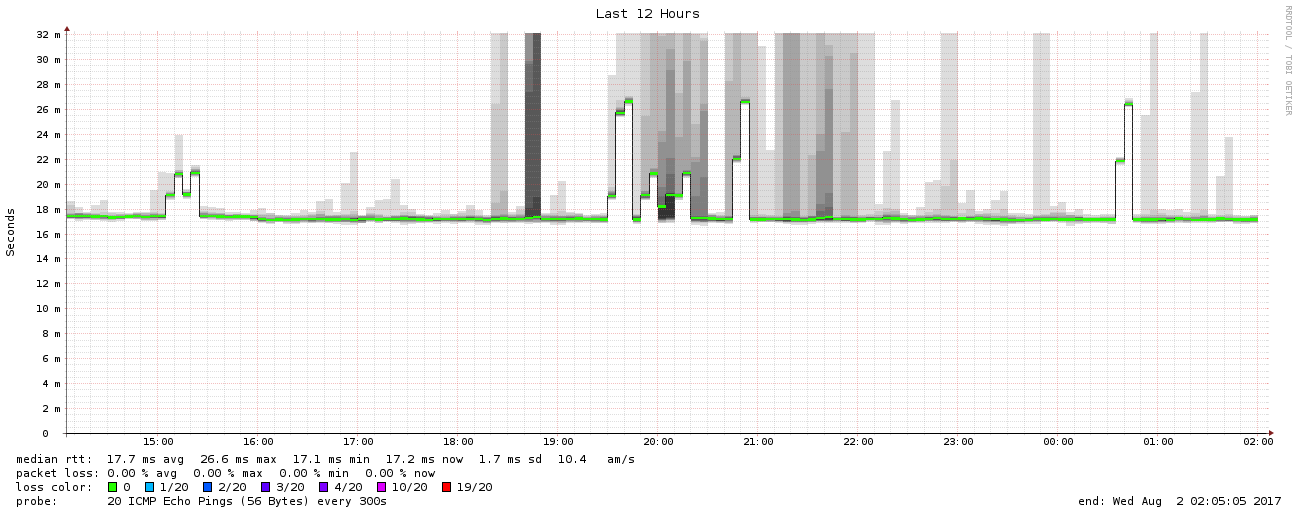 Last 12 Hours
RRDTOOL / TOBI OETIKER
Seconds
32 m
30 m
28 m
26 m
24 m
22 m
20 m
18 m
16 m
14 m
12 m
10 m
8 m
6 m
4 m
2 m
0
15:00 16:00 17:00 18:00 19:00 20:00 21:00 22:00 23:00 00:00 01:00 02:00
median rtt: 17.7 ms avg 26.6 ms max 17.1 ms min 17.2 ms now 1.7 ms sd 10.4 am/s
packet loss: 0.00 % avg 0.00 % max 0.00 % min 0.00 % now
loss color: 0 1/20 2/20 3/20 4/20 10/20 19/20
probe: 20 ICMP Echo Pings (56 Bytes) every 300s end: Wed Aug 2 02:05:05 2017